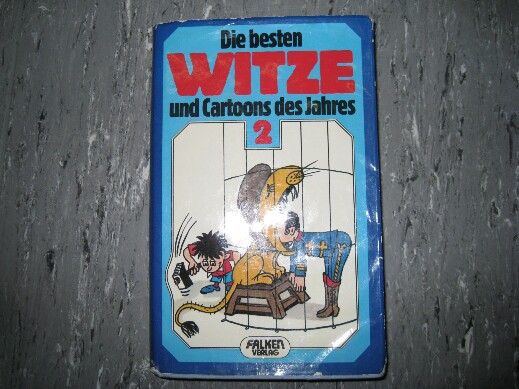 Die besten
WITZE
und Cartoons des Jahres
2
FALKEN
VERLAG